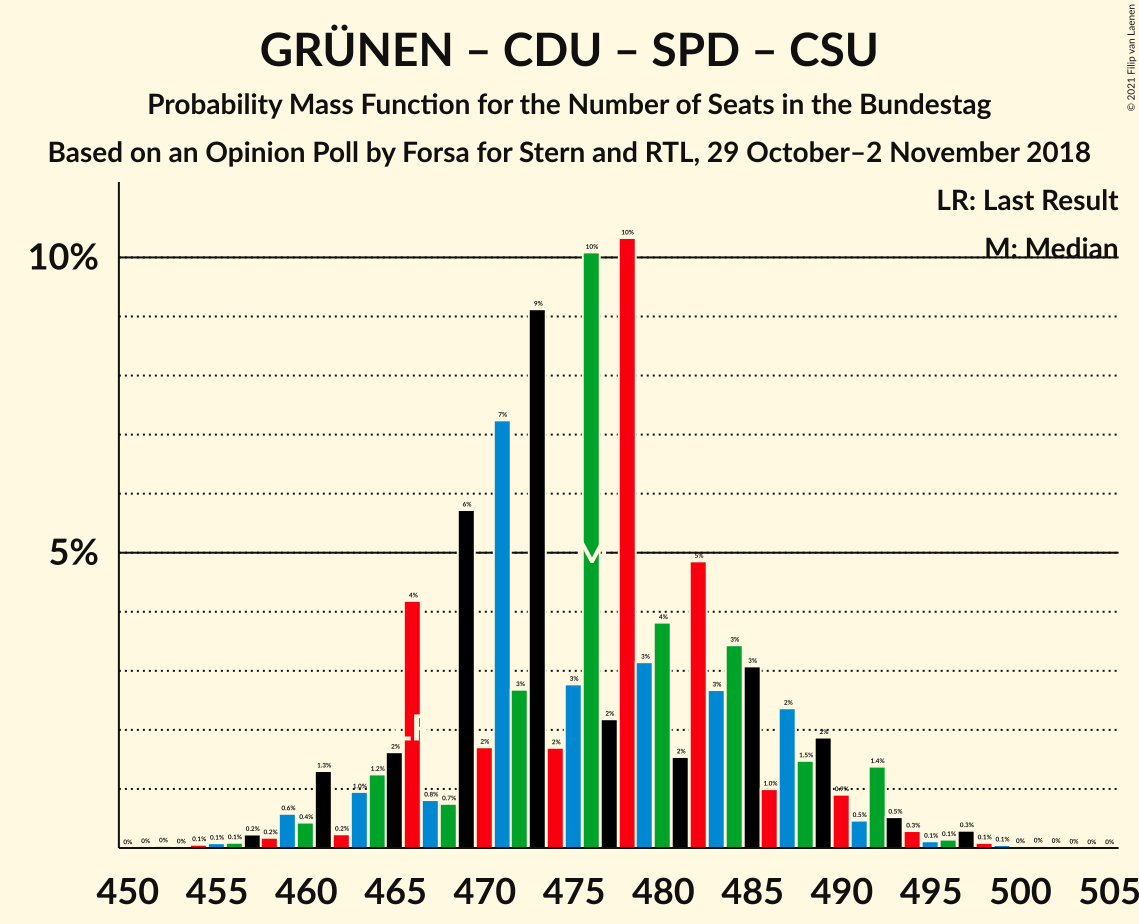 GRÜNEN – CDU – SPD – CSU
Probability Mass Function for the Number of Seats in the Bundestag
Based on an Opinion Poll by Forsa for Stern and RTL, 29 October–2 November 2018
© 2021 Filip van Laenen
LR: Last Result
M: Median
10%
5%
0% 0% 0% 0% 0.1% 0.1% 0.1% 0.2% 0.2% 0.6% 0.4% 1.3% 0.2% 1.0% 1.2% 2% 4% 0.8% 0.7% 6% 2% 7% 3% 9% 2% 3% 10% 2% 10% 3% 4% 2% 5% 3% 3% 3% 1.0% 2% 1.5% 2% 0.9% 0.5% 1.4% 0.5% 0.3% 0.1% 0.1% 0.3% 0.1% 0.1% 0% 0% 0% 0% 0% 0%
LR
M
450 455 460 465 470 475 480 485 490 495 500 505